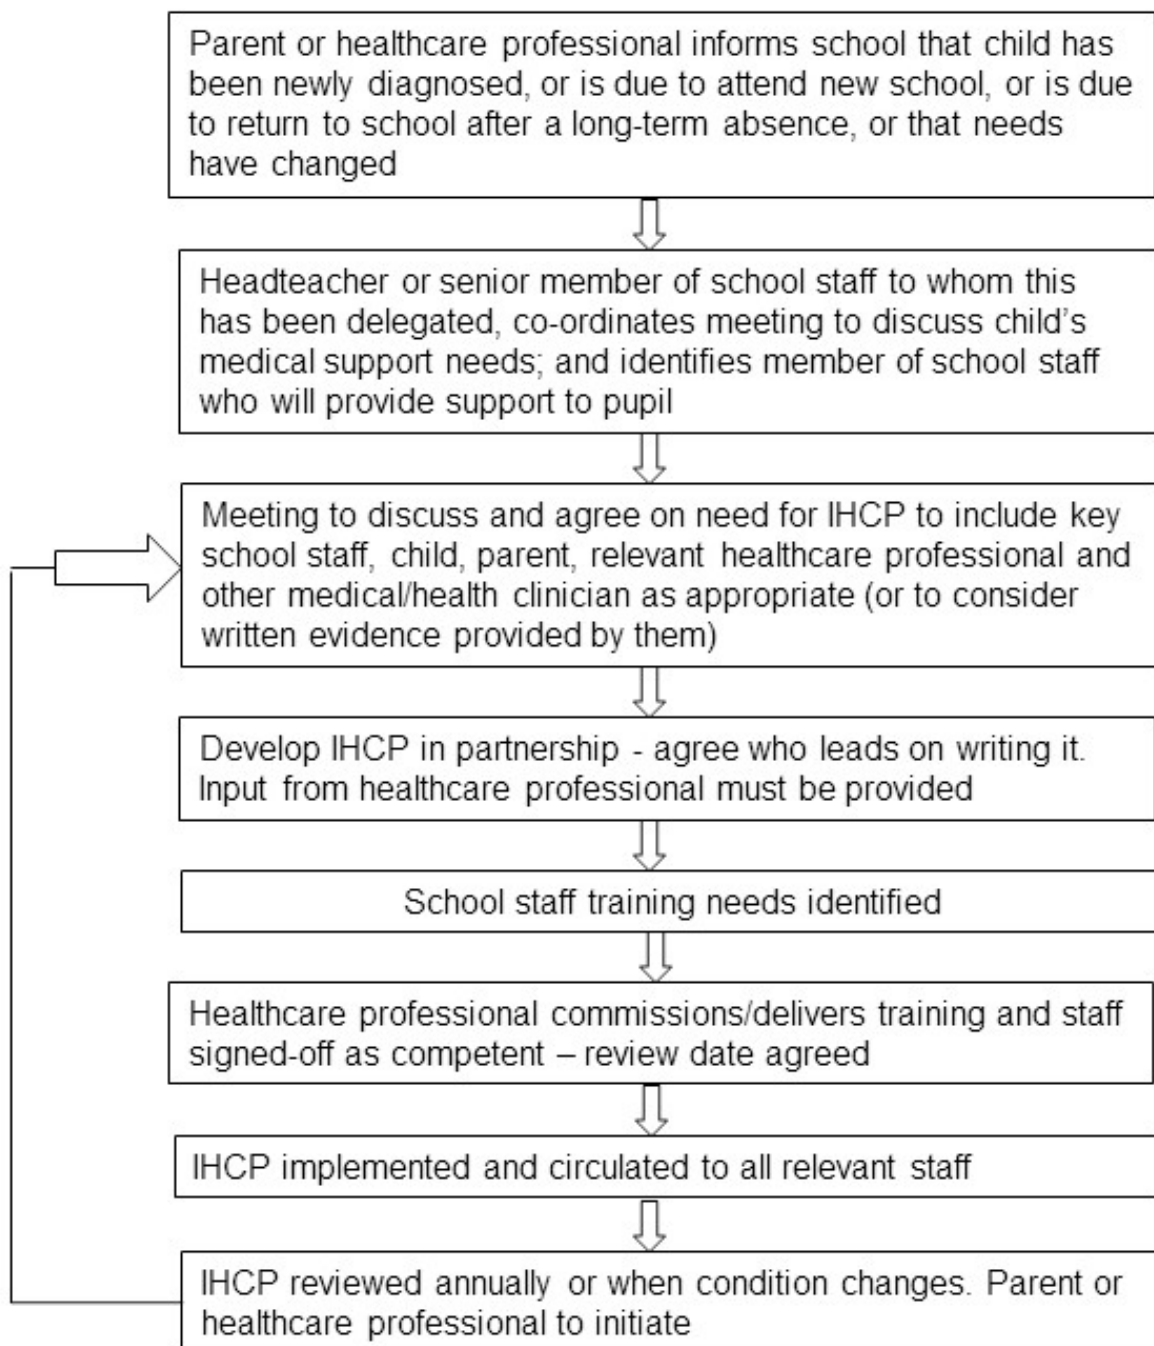 Parent or healthcare professional informs school that child has
been newly diagnosed, or is due to attend new school, or is due
to return to school after a long-term absence, or that needs
have changed
Headteacher or senior member of school staff to whom this
has been delegated, co-ordinates meeting to discuss child's
medical support needs; and identifies member of school staff
who will provide support to pupil
Meeting to discuss and agree on need for IHCP to include key
school staff, child, parent, relevant healthcare professional and
other medical/health clinician as appropriate (or to consider
written evidence provided by them)
Develop IHCP in partnership - agree who leads on writing it.
Input from healthcare professional must be provided
School staff training needs identified
Healthcare professional commissions/delivers training and staff
signed-off as competent – review date agreed
IHCP implemented and circulated to all relevant staff
IHCP reviewed annually or when condition changes. Parent or
healthcare professional to initiate